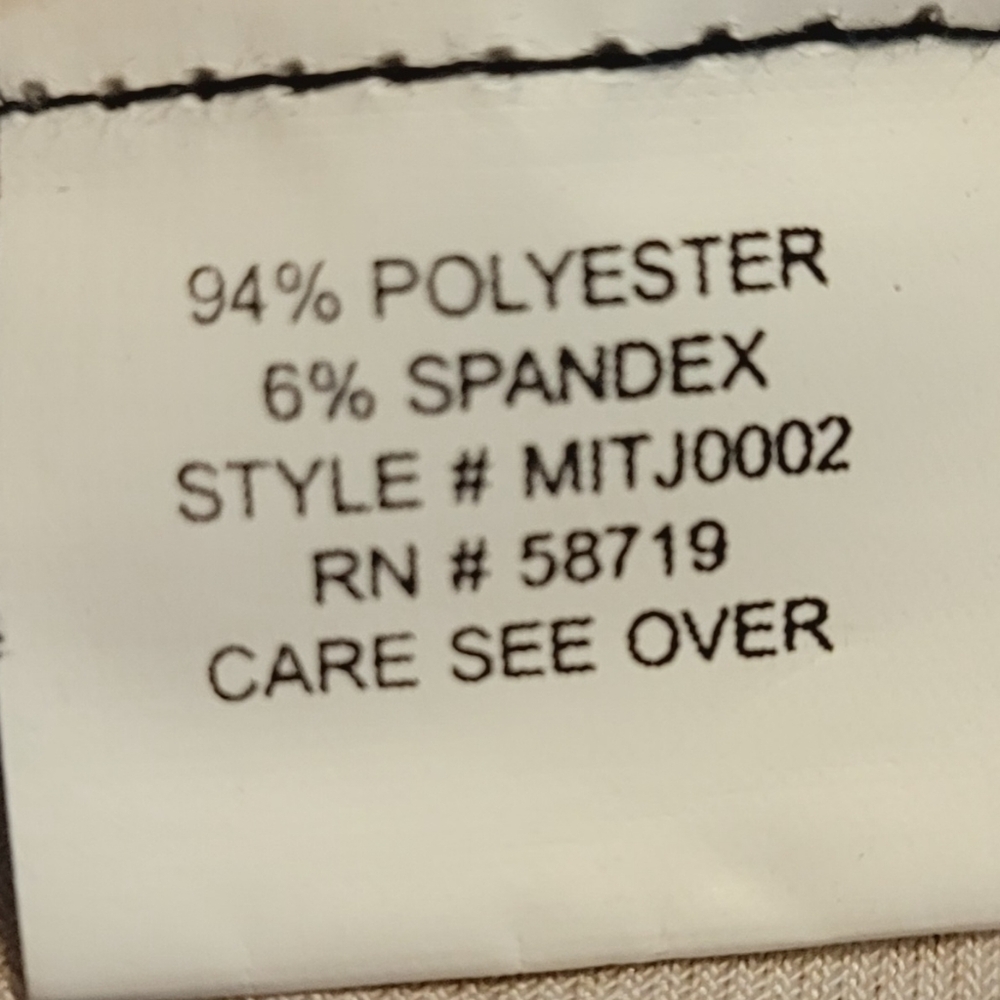 94% POLYESTER
6% SPANDEX
STYLE # MITJ0002
RN # 58719
CARE SEE OVER